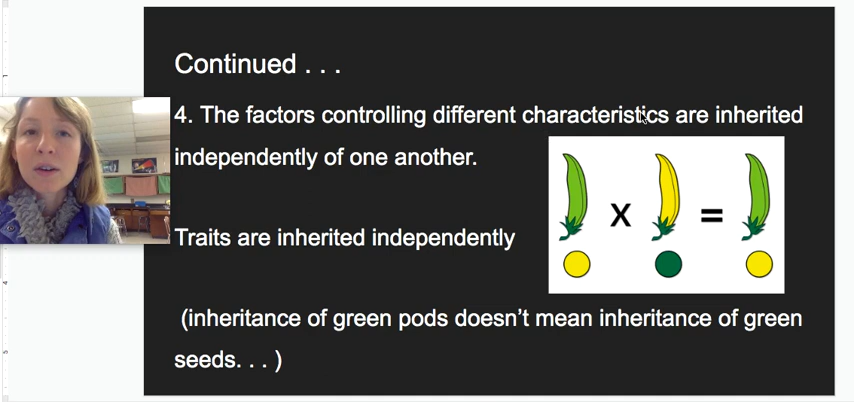 Continued . . .
4. The factors controlling different characteristics are inherited
independently of one another.
X =
Traits are inherited independently
(inheritance of green pods doesn’t mean inheritance of green
seeds. . . )